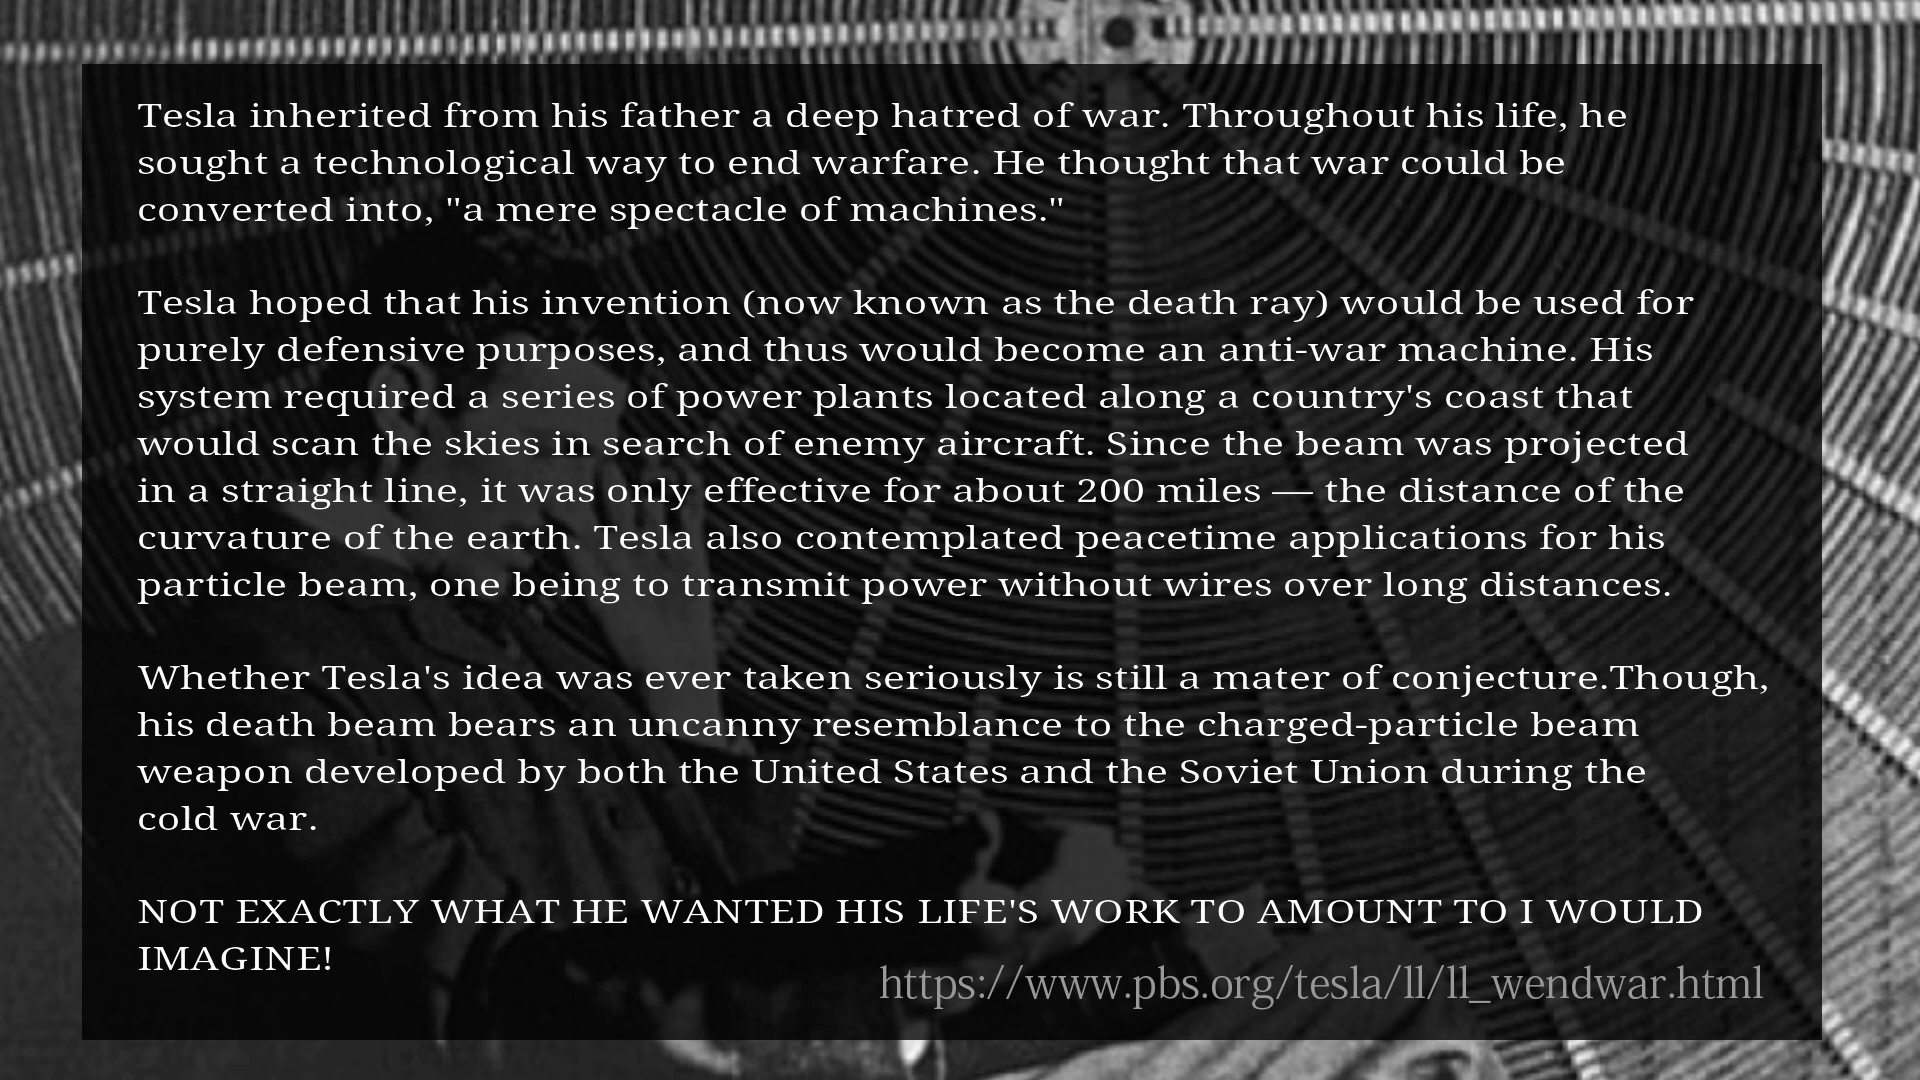 Tesla inherited from his father a deep hatred of war. Throughout his life, he
sought a technological way to end warfare. He thought that war could be
converted into, "a mere spectacle of machines."
Tesla hoped that his invention (now known as the death ray) would be used for
purely defensive purposes, and thus would become an anti-war machine. His
system required a series of power plants located along a country's coast that
would scan the skies in search of enemy aircraft. Since the beam was projected
in a straight line, it was only effective for about 200 miles — the distance of the
curvature of the earth. Tesla also contemplated peacetime applications for his
particle beam, one being to transmit power without wires over long distances.
Whether Tesla's idea was ever taken seriously is still a mater of conjecture.Though,
his death beam bears an uncanny resemblance to the charged-particle beam
weapon developed by both the United States and the Soviet Union during the
cold war.
NOT EXACTLY WHAT HE WANTED HIS LIFE'S WORK TO AMOUNT TO I WOULD
IMAGINE!
https://www.pbs.org/tesla/ll/ll_wendwar.html